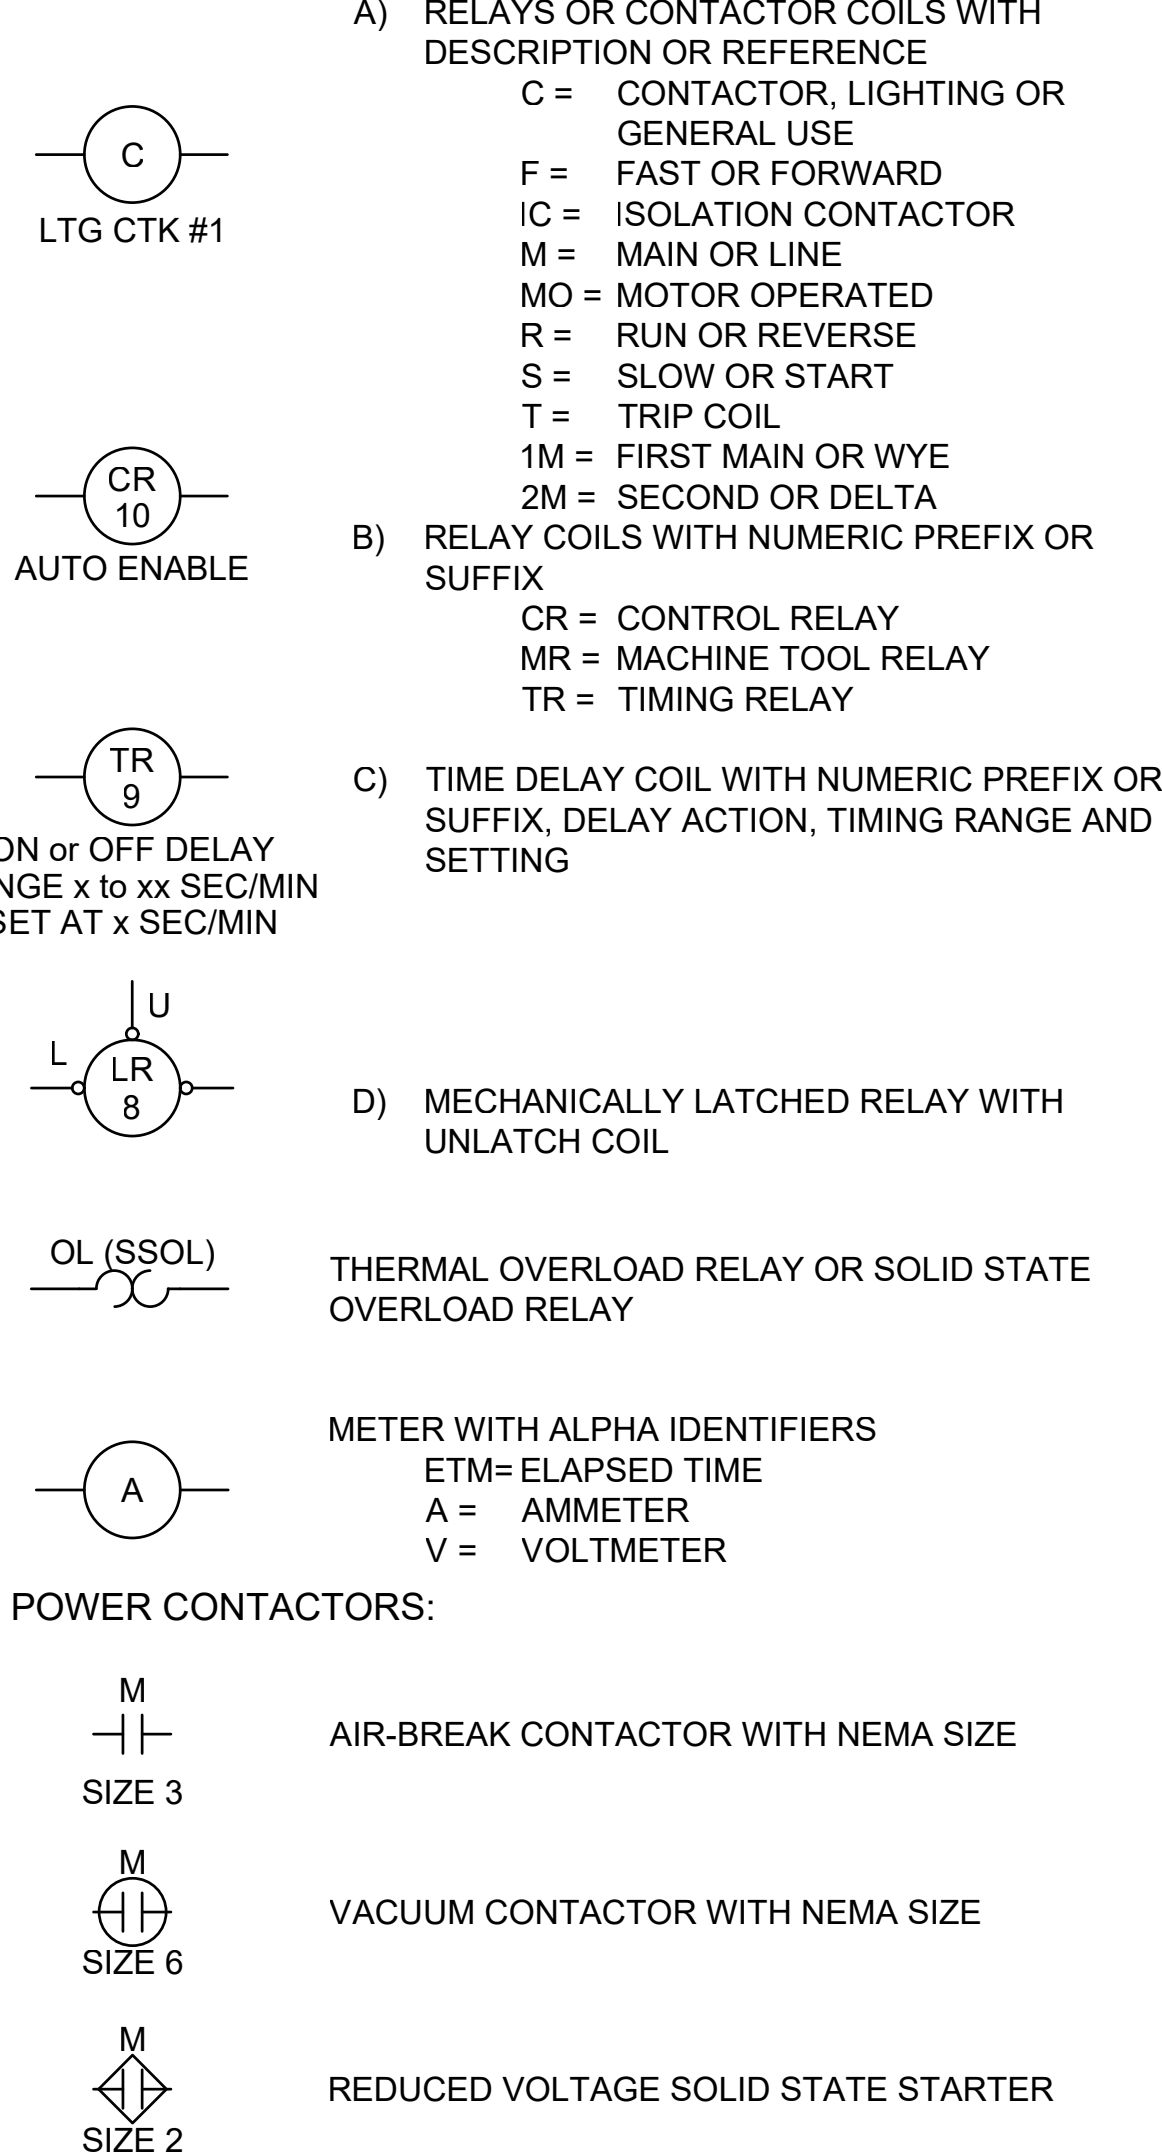 A) RELAYS OR CONTACTOR COILS WITH
DESCRIPTION OR REFERENCE
C = CONTACTOR, LIGHTING OR
GENERAL USE
F = FAST OR FORWARD
IC = ISOLATION CONTACTOR
M = MAIN OR LINE
MO = MOTOR OPERATED
R = RUN OR REVERSE
S = SLOW OR START
T = TRIP COIL
1M = FIRST MAIN OR WYE
2M = SECOND OR DELTA
C
LTG CTK #1
CR
10
AUTO ENABLE
B) RELAY COILS WITH NUMERIC PREFIX OR
SUFFIX
CR = CONTROL RELAY
MR = MACHINE TOOL RELAY
TR = TIMING RELAY
TR
9
ON or OFF DELAY
NGE x to xx SEC/MIN
SET AT x SEC/MIN
C) TIME DELAY COIL WITH NUMERIC PREFIX OR
SUFFIX, DELAY ACTION, TIMING RANGE AND
SETTING
U
L
LR
8
D) MECHANICALLY LATCHED RELAY WITH
UNLATCH COIL
OL (SSOL)
THERMAL OVERLOAD RELAY OR SOLID STATE
OVERLOAD RELAY
A
METER WITH ALPHA IDENTIFIERS
ETM= ELAPSED TIME
A = AMMETER
V = VOLTMETER
POWER CONTACTORS:
M
SIZE 3
AIR-BREAK CONTACTOR WITH NEMA SIZE
M
SIZE 6
VACUUM CONTACTOR WITH NEMA SIZE
M
SIZE 2
REDUCED VOLTAGE SOLID STATE STARTER